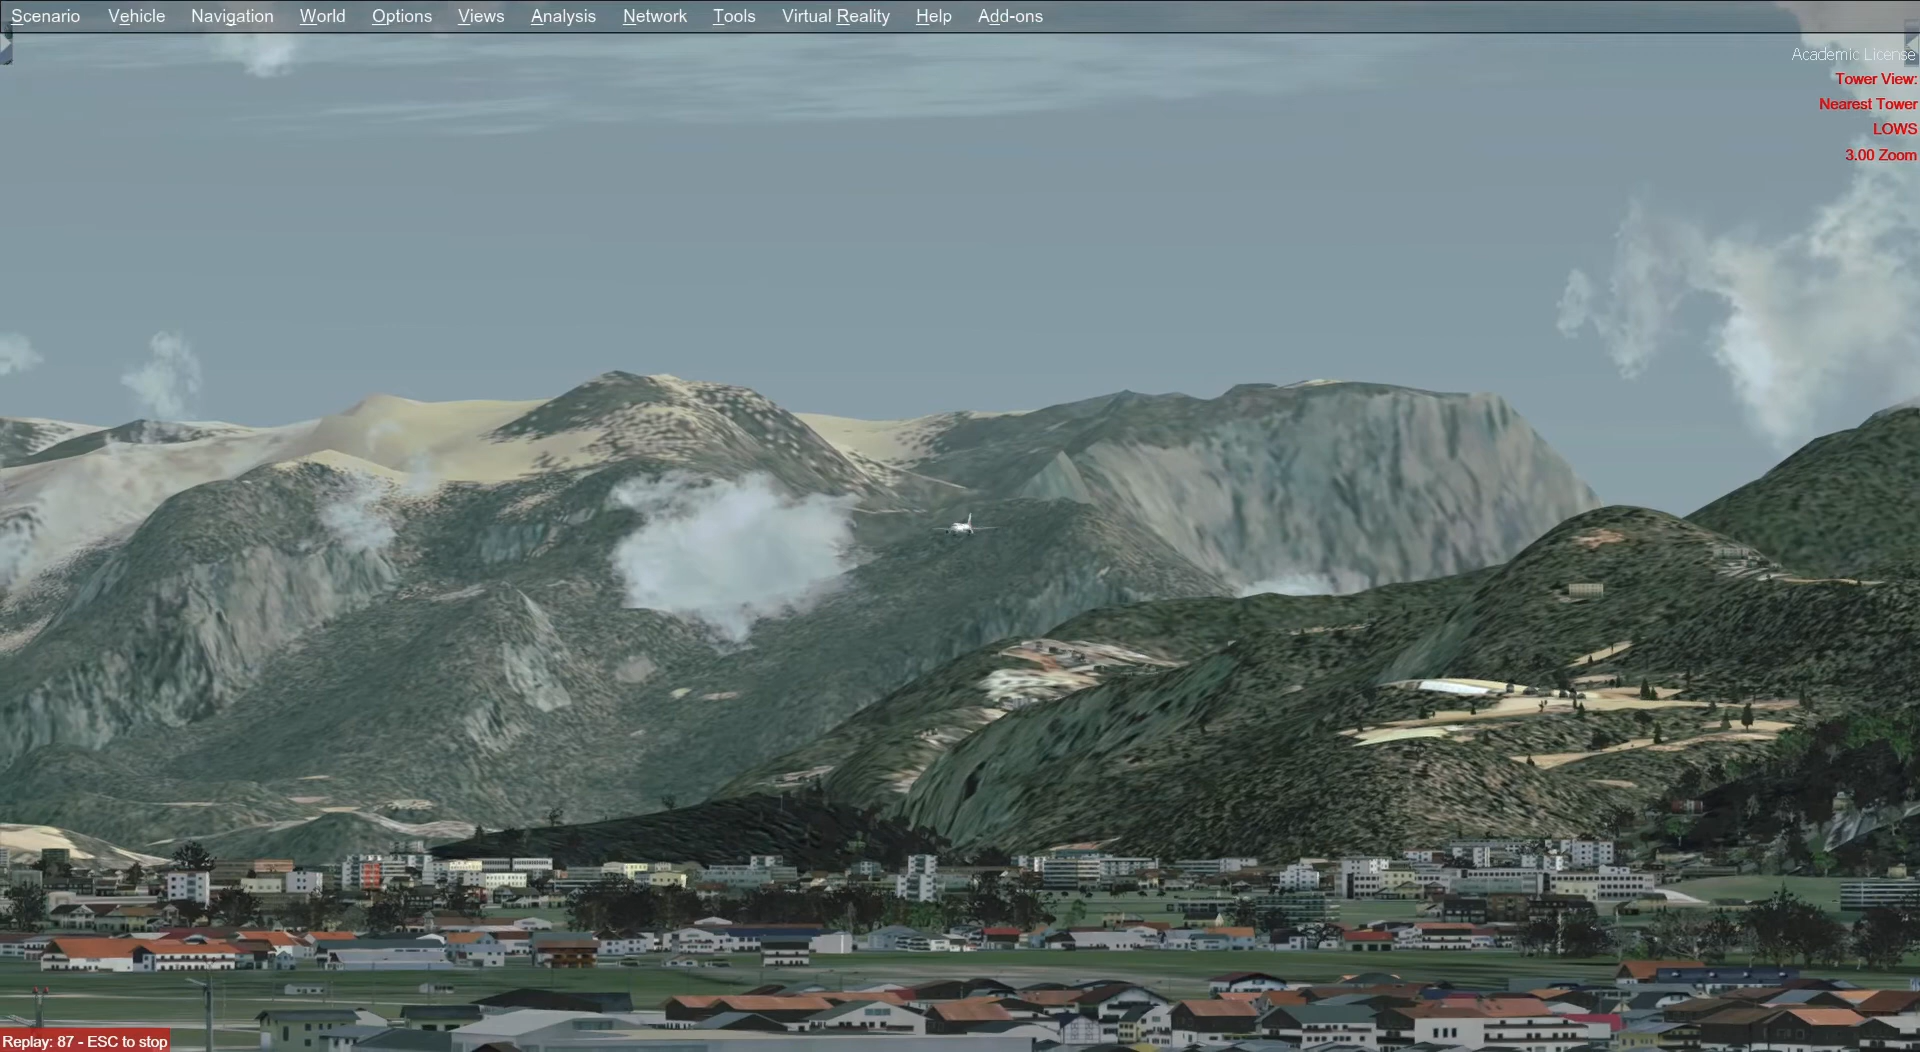 Scenario Vehicle Navigation World Options Views Analysis Network Tools Virtual Reality Help Add-ons
Academic License
Tower View:
Nearest Tower
LOWS
3.00 Zoom
Replay: 87 - ESC to stop